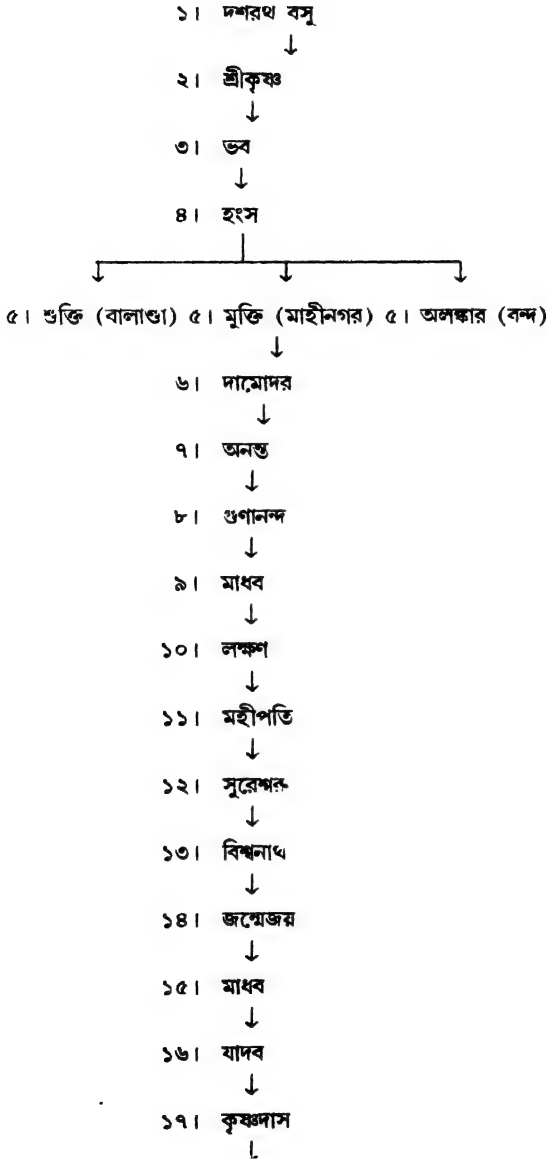 ১। দশরথ বসু
২। শ্রীকৃষ্ণ
৩। ভব
৪। হংস
৫। শুক্তি (বালাণ্ডা) ৫। মুক্তি (মাহীনগর) ৫। অলঙ্কার (বন্দ)
৬। দামোদর
৭। অনন্ত
৮। গুণানন্দ
৯। মাধব
১০। লক্ষণ
১১। মহীপতি
১২। সুরেশ্বর
১৩। বিশ্বনাথ
১৪। জন্মেজয়
১৫। মাধব
১৬। যাদব
১৭। কৃষ্ণদাস